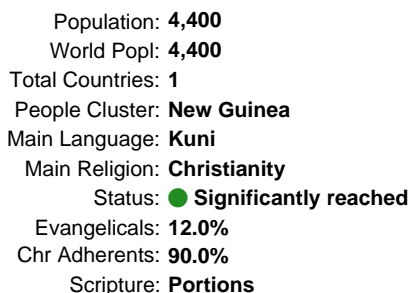 Population: 4,400
World Popl: 4,400
Total Countries: 1
People Cluster: New Guinea
Main Language: Kuni
Main Religion: Christianity
Status: Significantly reached
Evangelicals: 12.0%
Chr Adherents: 90.0%
Scripture: Portions